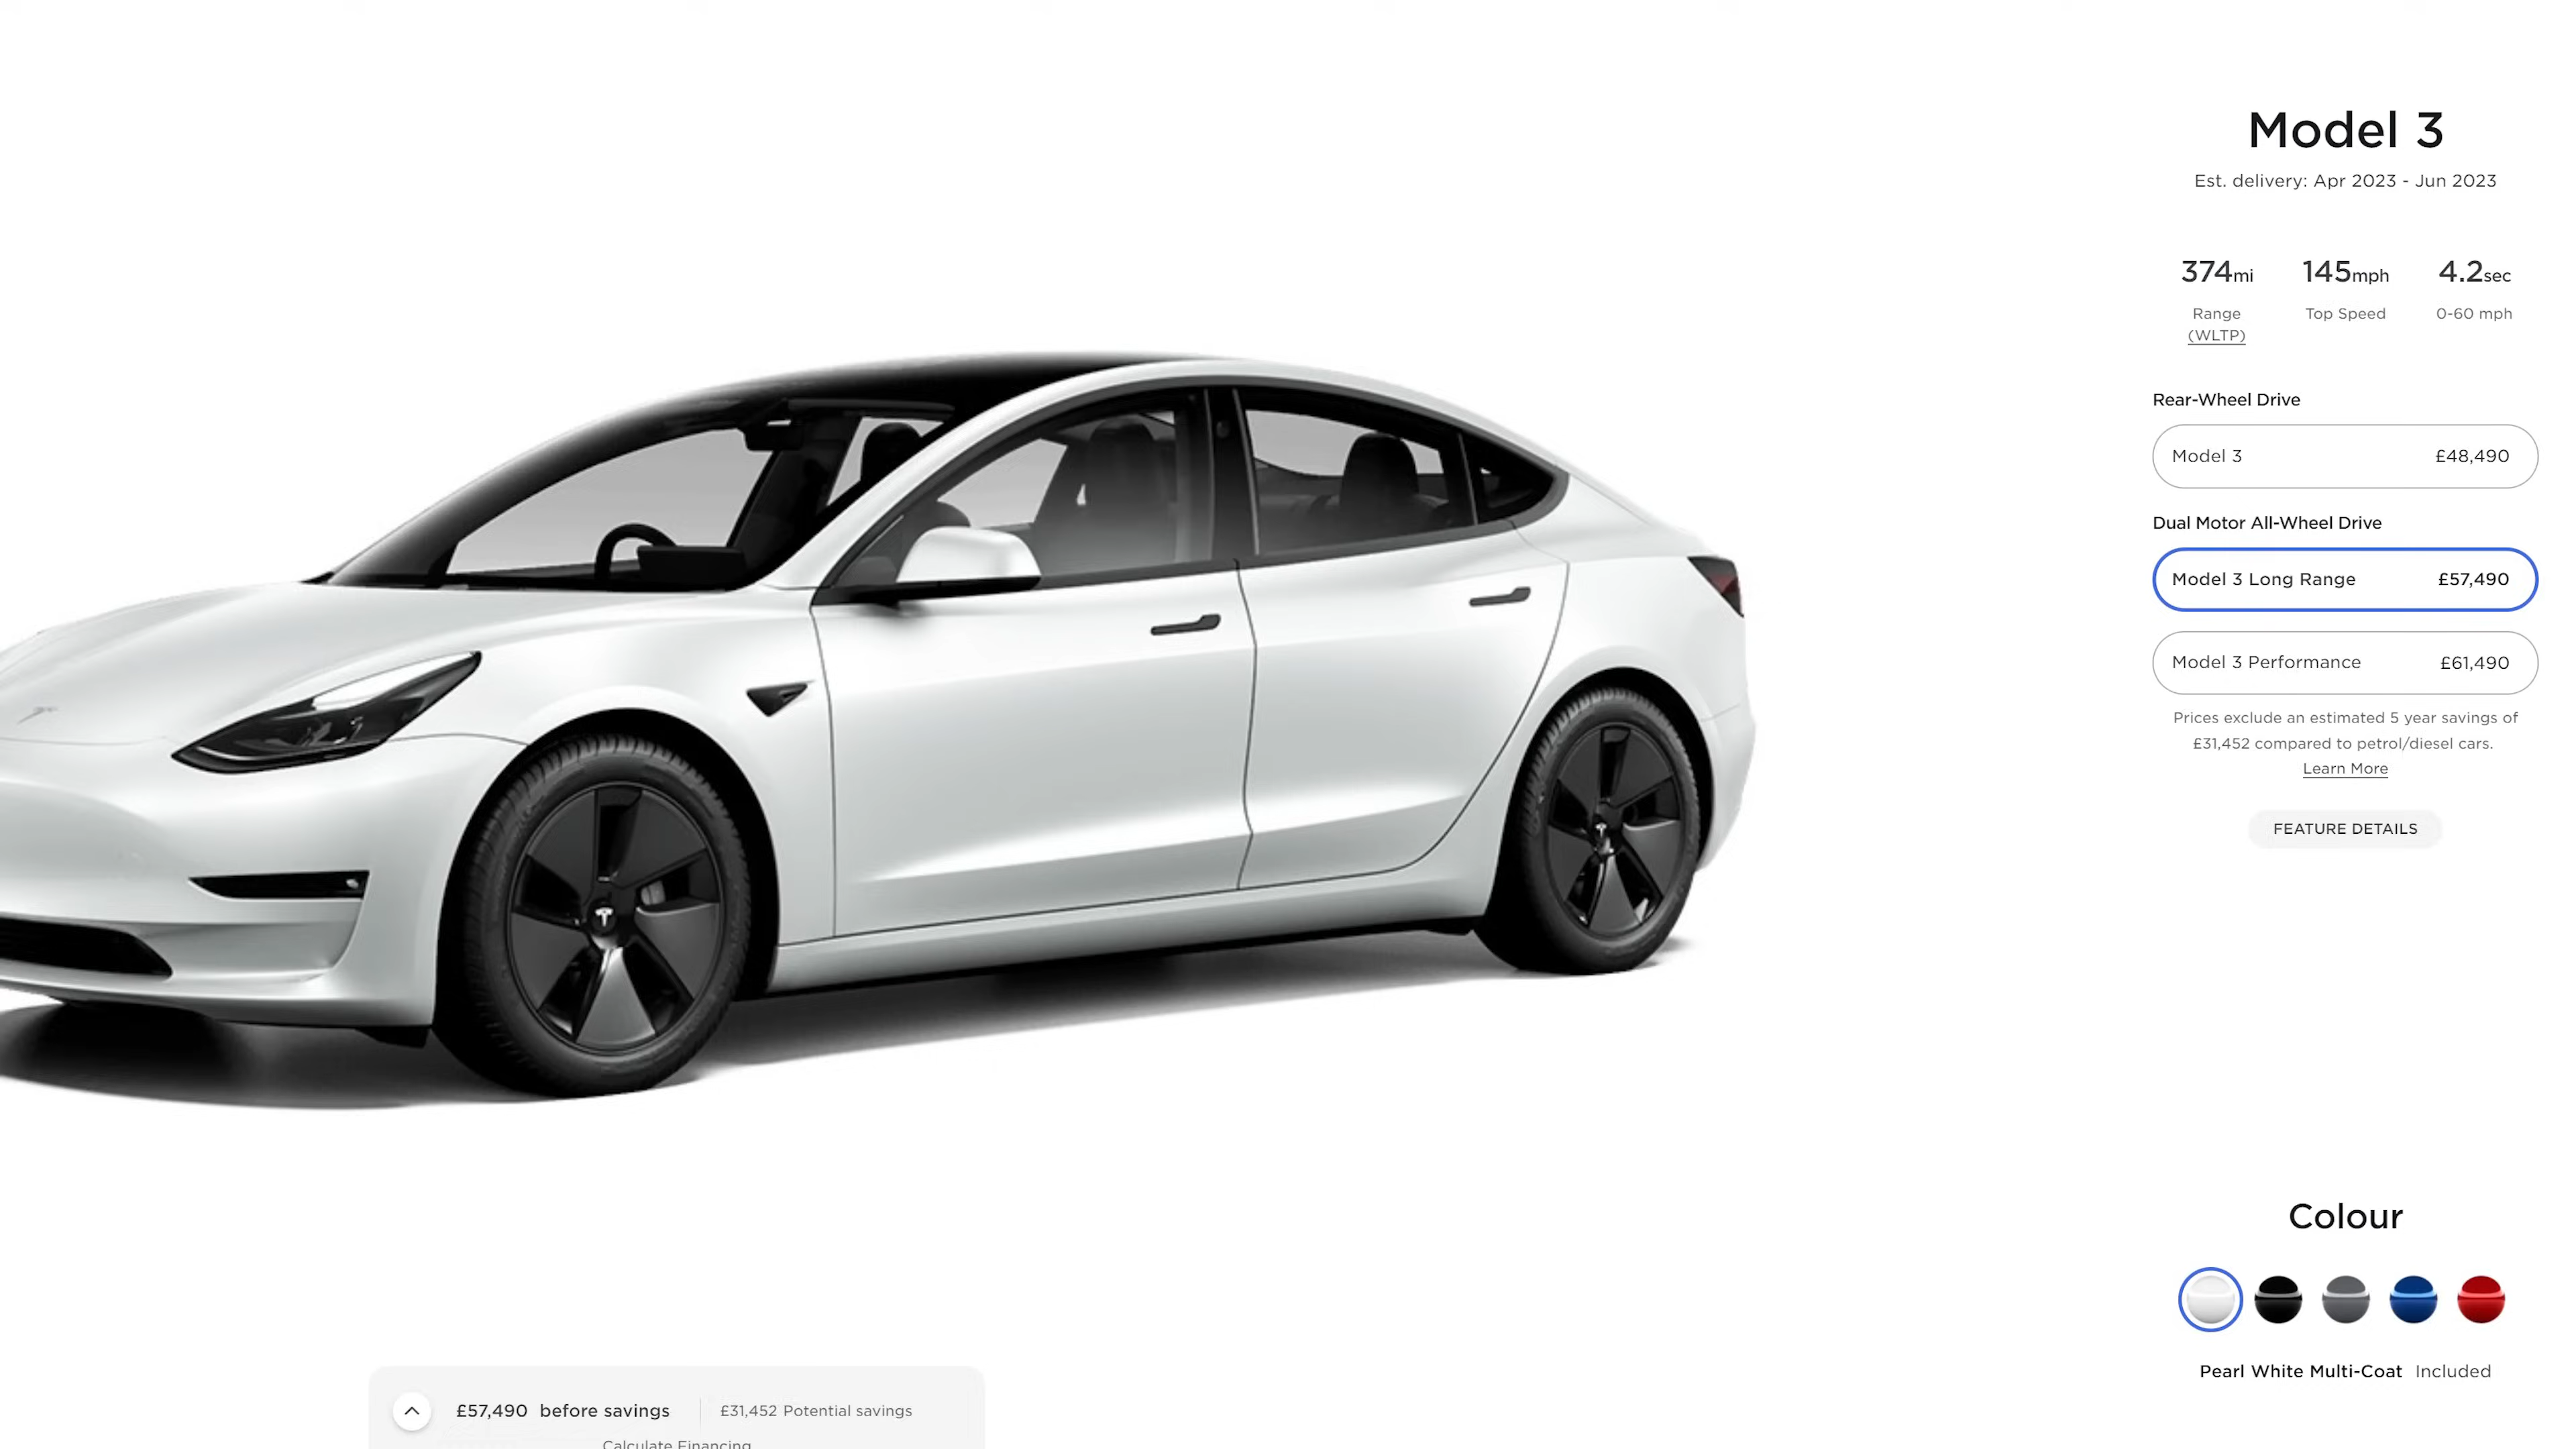 Model 3
Est. delivery: Apr 2023 - Jun 2023
374mi 145mph 4.2sec
Range Top Speed 0-60 mph
(WLTP)
Rear-Wheel Drive
Model 3 £48,490
Dual Motor All-Wheel Drive
Model 3 Long Range £57,490
Model 3 Performance £61,490
Prices exclude an estimated 5 year savings of
£31,452 compared to petrol/diesel cars.
Learn More
FEATURE DETAILS
Colour
Pearl White Multi-Coat Included
£57,490 before savings £31,452 Potential savings
Calculate Financing